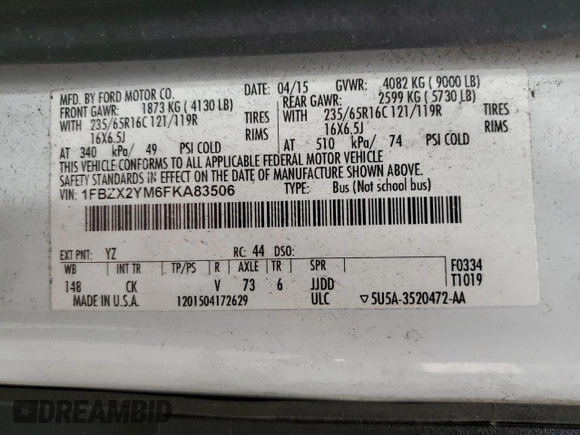 MFD. BY FORD MOTOR CO.
DATE: 04/15 GVWR: 4082 KG ( 9000 LB)
FRONT GAWR: 1873 KG ( 4130 LB)
REAR GAWR: 2599 KG ( 5730 LB)
WITH 235/65R16C 121/119R TIRES
WITH 235/65R16C 121/119R TIRES
16X6.5J RIMS
16X6.5J RIMS
AT 340 kPa/ 49 PSI COLD
AT 510 kPa/ 74 PSI COLD
THIS VEHICLE CONFORMS TO ALL APPLICABLE FEDERAL MOTOR VEHICLE
SAFETY STANDARDS IN EFFECT ON THE DATE OF MANUFACTURE SHOWN ABOVE.
VIN: 1FBZX2YM6FKA83506 TYPE: Bus (Not school bus)
EXT PNT: YZ RC: 44 DSO:
WB INT TR TP/PS R AXLE TR SPR F0334
148 CK V 73 6 JJDD T1019
MADE IN U.S.A. 1201504172629 ULC ▽5U5A-3520472-AA
DREAMBID